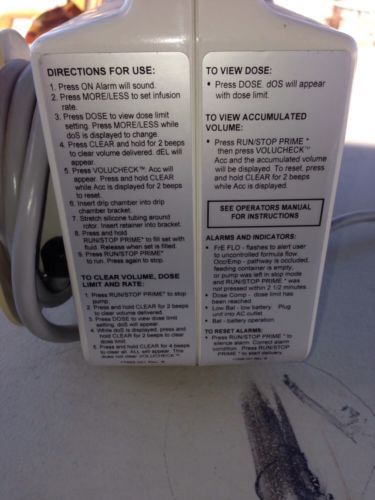 DIRECTIONS FOR USE:
1. Press ON Alarm will sound.
2. Press MORE/LESS to set infusion
rate.
3. Press DOSE to view dose limit
setting. Press MORE/LESS while
doS is displayed to change.
4. Press CLEAR and hold for 2 beeps
to clear volume delivered. dEL will
appear.
5. Press VOLUCHECK™ Acc will
appear. Press and hold CLEAR
while Acc is displayed for 2 beeps
to reset.
6. Insert drip chamber into drip
chamber bracket.
7. Stretch silicone tubing around
rotor. Insert retainer into bracket.
8. Press and hold
RUN/STOP PRIME* to fill set with
fluid. Release when set is filled.
9. Press RUN/STOP PRIME* to
run. Press again to stop.
TO CLEAR VOLUME, DOSE
LIMIT AND RATE:
1. Press RUN/STOP PRIME* to stop
pump.
2. Press and hold CLEAR for 2 beeps
to clear volume delivered.
3. Press DOSE to view dose limit
setting, doS will appear.
4. While doS is displayed, press and
hold CLEAR for 2 beeps to clear
dose limit.
5. Press and hold CLEAR for 4 beeps
to clear all. ALL will appear. This
does not clear VOLUCHECK™.
TO VIEW DOSE:
• Press DOSE. dOS will appear
with dose limit.
TO VIEW ACCUMULATED
VOLUME:
• Press RUN/STOP PRIME *
then press VOLUCHECK™
Acc and the accumulated volume
will be displayed. To reset, press
and hold CLEAR for 2 beeps
while Acc is displayed.
SEE OPERATORS MANUAL
FOR INSTRUCTIONS
ALARMS AND INDICATORS:
• FrE FLO - flashes to alert user
to uncontrolled formula flow.
Occ/Emp - pathway is occluded,
feeding container is empty,
or pump was left in stop mode
and RUN/STOP PRIME* was
not pressed within 2 1/2 minutes.
• Dose Comp - dose limit has
been reached
• Low Bat - low battery. Plug
unit into AC outlet
• Bat - battery operation
TO RESET ALARMS:
• Press RUN/STOP PRIME * to
silence alarm. Correct alarm
condition. Press RUN/STOP
PRIME * to start delivery.